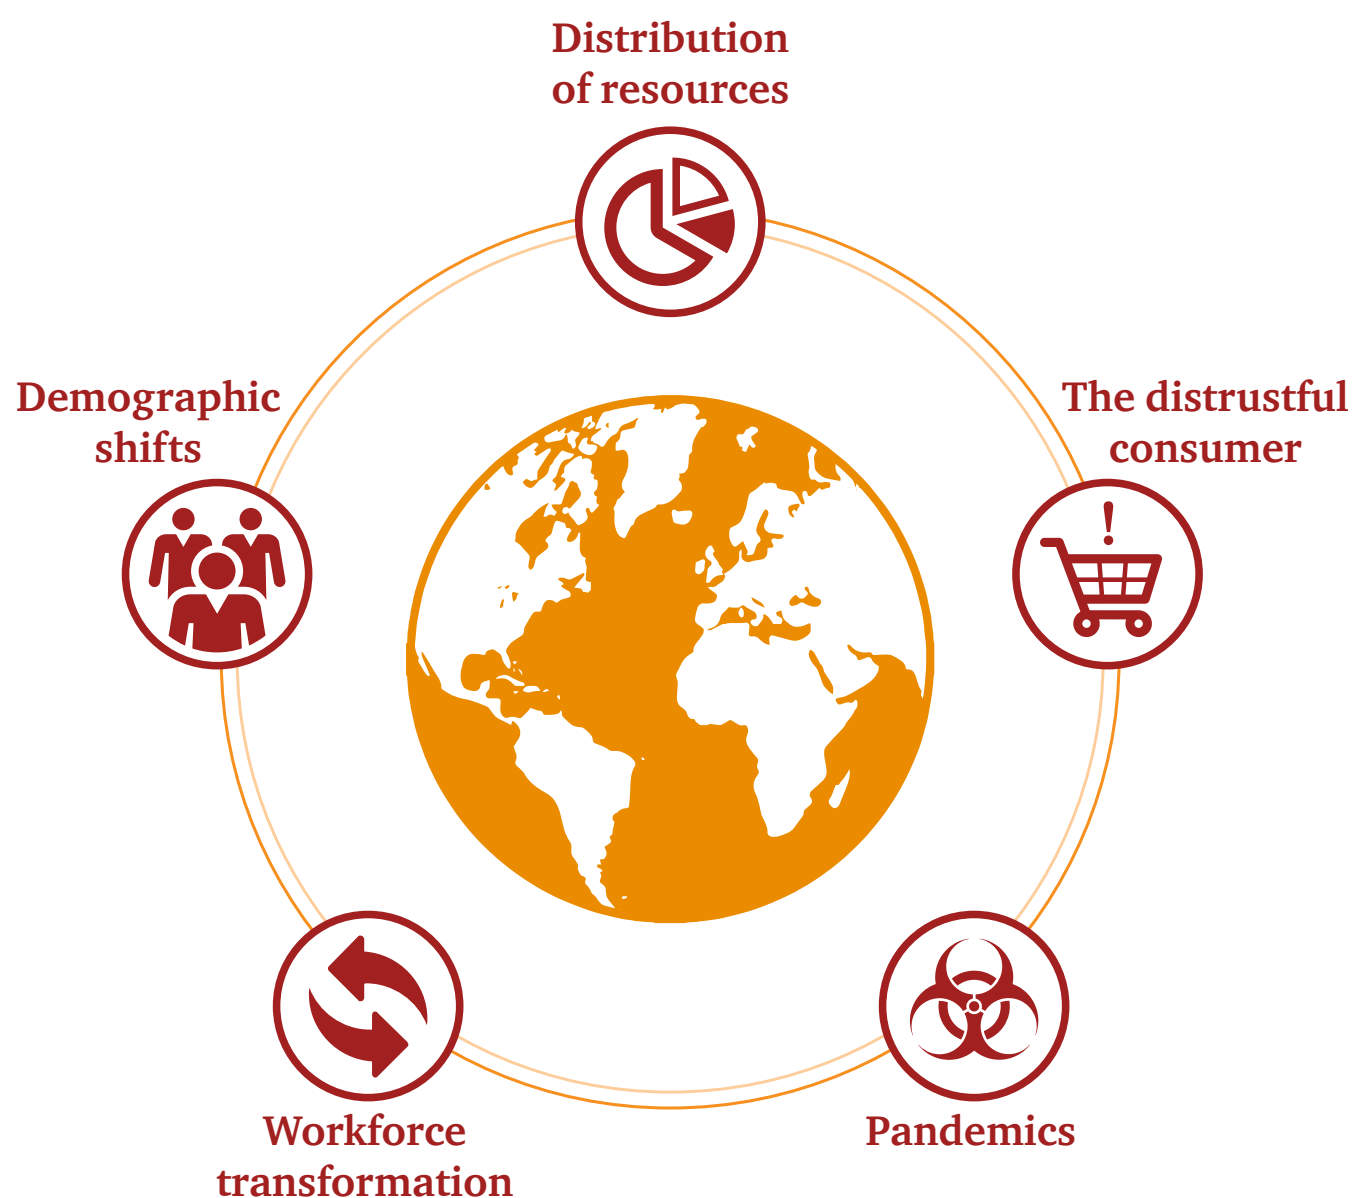 Distribution
of resources
Demographic
shifts
The distrustful
consumer
Workforce
transformation
Pandemics